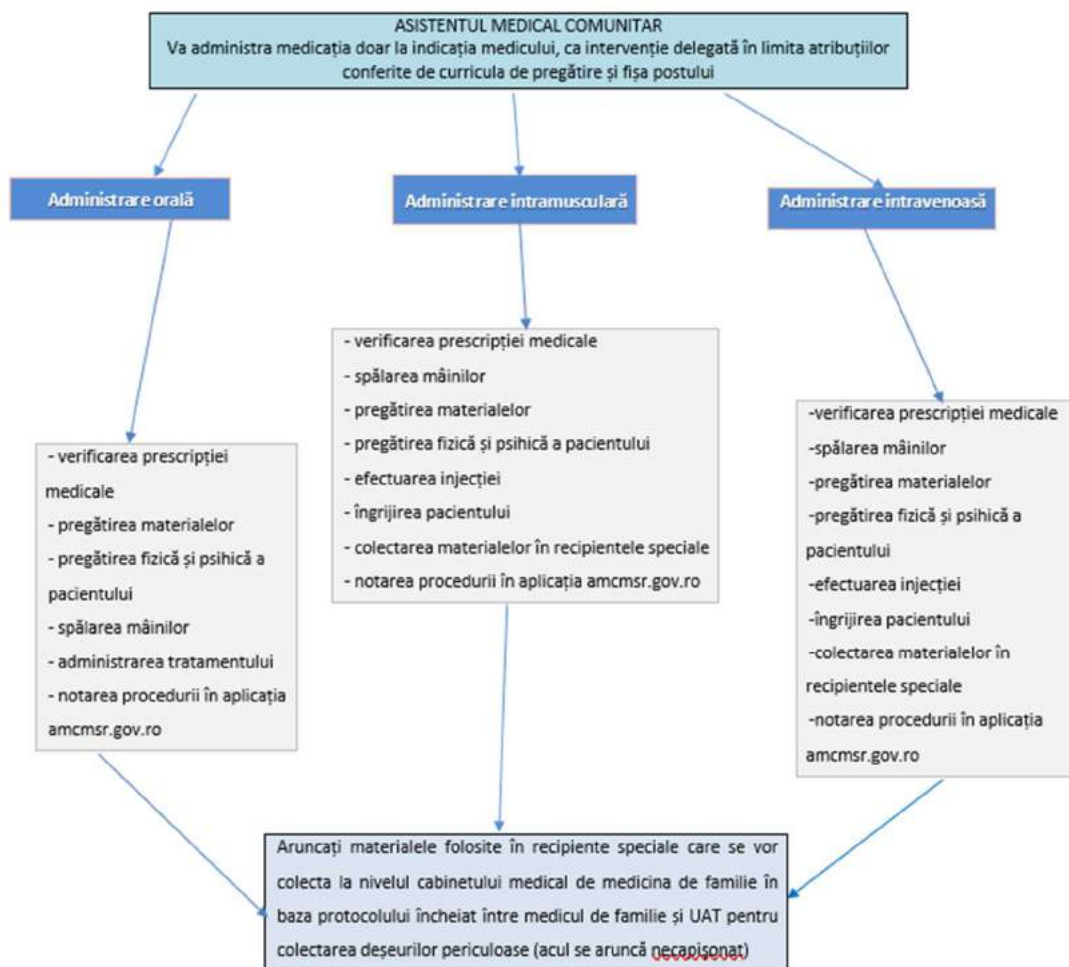 ASISTENTUL MEDICAL COMUNITAR
Va administra medicația doar la indicația medicului, ca intervenție delegată în limita atribuțiilor
conferite de curricula de pregătire și fișa postului
Administrare orală
Administrare intramusculară
Administrare intravenoasă
- verificarea prescripției
medicale
- pregătirea materialelor
- pregătirea fizică și psihică a
pacientului
- spălarea mâinilor
- administrarea tratamentului
- notarea procedurii în aplicația
amcmsr.gov.ro
- verificarea prescripției medicale
- spălarea mâinilor
- pregătirea materialelor
- pregătirea fizică și psihică a pacientului
- efectuarea injecției
- îngrijirea pacientului
- colectarea materialelor în recipientele speciale
- notarea procedurii în aplicația amcmsr.gov.ro
-verificarea prescripției medicale
-spălarea mâinilor
-pregătirea materialelor
-pregătirea fizică și psihică a
pacientului
-efectuarea injecției
-îngrijirea pacientului
-colectarea materialelor în
recipientele speciale
-notarea procedurii în aplicația
amcmsr.gov.ro
Aruncați materialele folosite în recipiente speciale care se vor
colecta la nivelul cabinetului medical de medicina de familie în
baza protocolului încheiat între medicul de familie și UAT pentru
colectarea deșeurilor periculoase (acul se aruncă necapișonat)